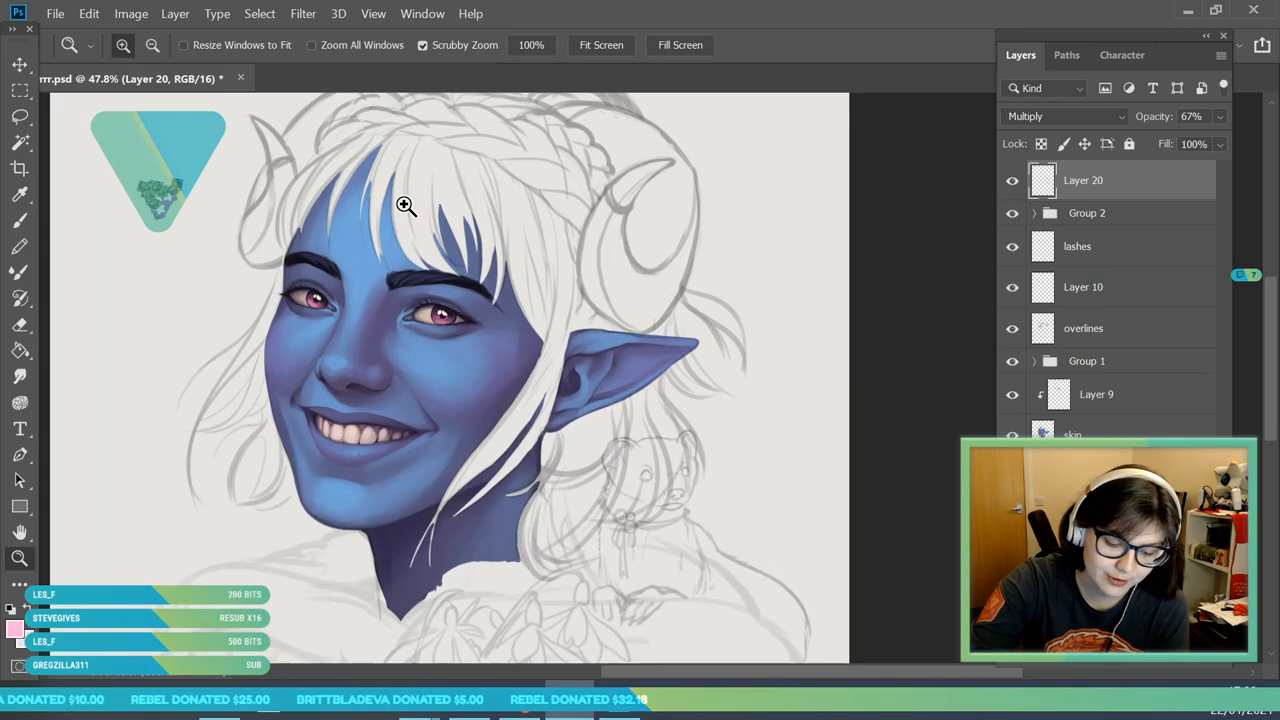 Ps File Edit Image Layer Type Select Filter 3D View Window Help
Resize Windows to Fit Zoom All Windows Scrubby Zoom 100% Fit Screen Fill Screen
rrr.psd @ 47.8% (Layer 20, RGB/16) *
Layers Paths Character
Kind
Multiply Opacity: 67%
Lock: Fill: 100%
Layer 20
Group 2
lashes
7
Layer 10
overlines
Group 1
Layer 9
skin
LES_F 200 BITS
STEVEGIVES RESUB X16
LES_F 500 BITS
GREGZILLA311 SUB
A DONATED $10.00 REBEL DONATED $25.00 BRITTBLADEVA DONATED $5.00 REBEL DONATED $32.16